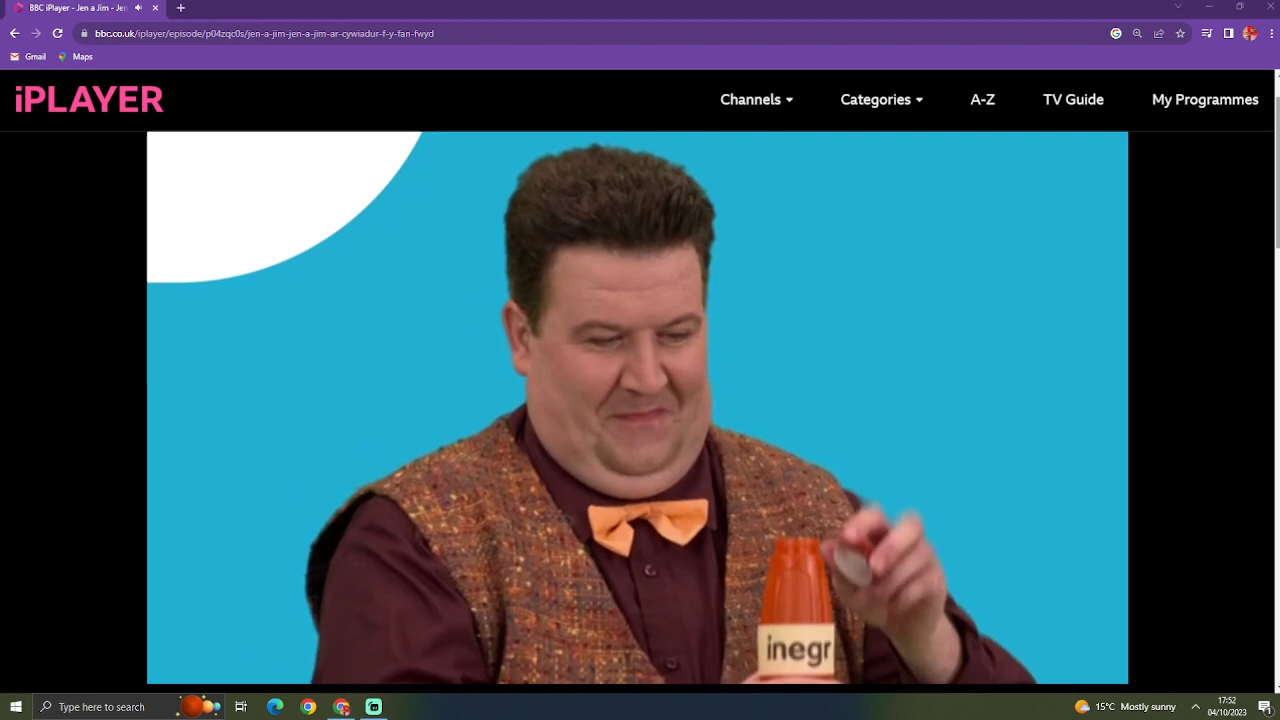 BBC iPlayer - Jen a Jim - Jen
bbc.co.uk/iplayer/episode/p04zqc0s/jen-a-jim-jen-a-jim-ar-cywiadur-f-y-fan-fwyd
Gmail
Maps
iPLAYER
Channels
Categories
A-Z
TV Guide
My Programmes
inegr
Type here to search
15°C Mostly sunny
17:52
04/10/2023